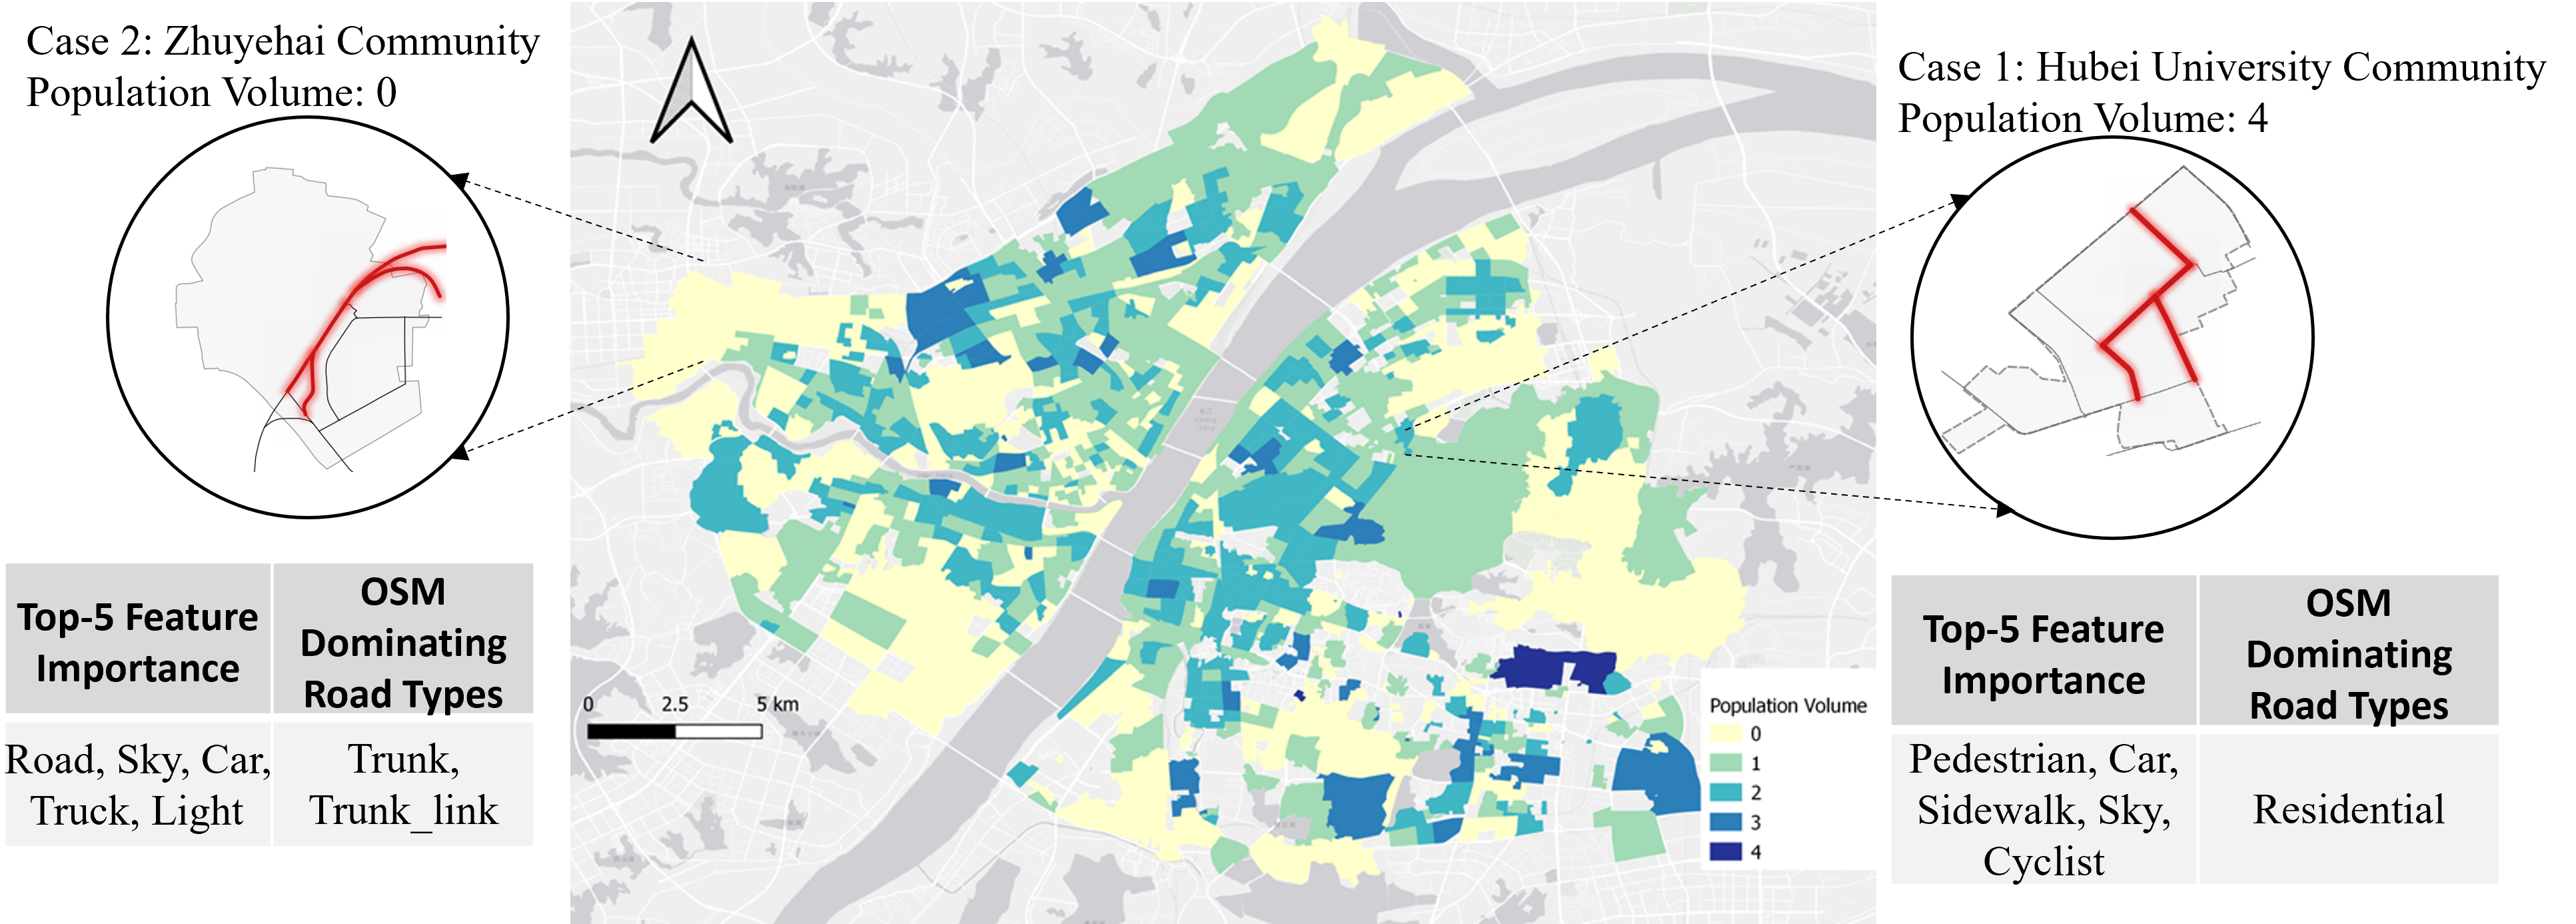 Case 2: Zhuyehai Community
Population Volume: 0
Top-5 Feature
Importance
OSM
Dominating
Road Types
Road, Sky, Car,
Truck, Light
Trunk,
Trunk_link
0
2.5
5 km
Population Volume
0
1
2
3
4
Case 1: Hubei University Community
Population Volume: 4
Top-5 Feature
Importance
OSM
Dominating
Road Types
Pedestrian, Car,
Sidewalk, Sky,
Cyclist
Residential